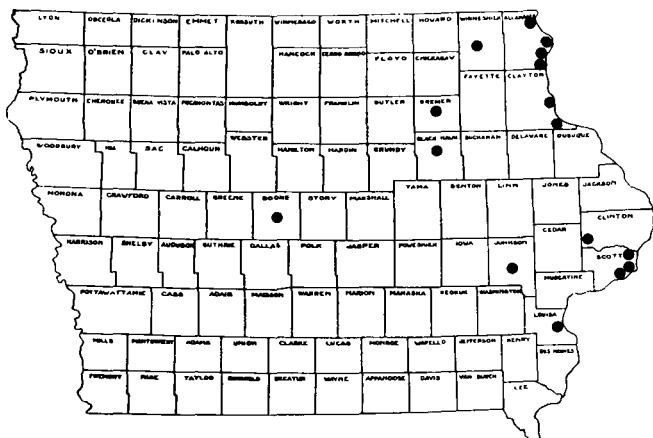 LYON OSCEOLA DICKINSON EMMET KOSSUTH WINNEBAGO WORTH MITCHELL HOWARD WINNESHIEK ALLAMAKEE
SIOUX O'BRIEN CLAY PALO ALTO HANCOCK CERRO GORDO FLOYD CHICKASAW
FAYETTE CLAYTON
PLYMOUTH CHEROKEE BUENA VISTA POCAHONTAS HUMBOLDT WRIGHT FRANKLIN BUTLER BREMER
WEBSTER
WOODBURY IDA SAC CALHOUN HAMILTON HARDIN GRUNDY BLACK HAWK BUCHANAN DELAWARE DUBUQUE
MONONA CRAWFORD CARROLL GREENE BOONE STORY MARSHALL TAMA BENTON LINN JONES JACKSON
CLINTON
CEDAR
HARRISON SHELBY AUDUBON GUTHRIE DALLAS POLK JASPER POWESHIEK IOWA JOHNSON
SCOTT
MUSCATINE
POTTAWATTAMIE CASS ADAIR MADISON WARREN MARION MAHASKA KEOKUK WASHINGTON
LOUISA
MILLS MONTGOMERY ADAMS UNION CLARKE LUCAS MONROE WAPELLO JEFFERSON HENRY
DES MOINES
FREMONT PAGE TAYLOR RINGGOLD DECATUR WAYNE APPANOOSE DAVIS VAN BUREN
LEE